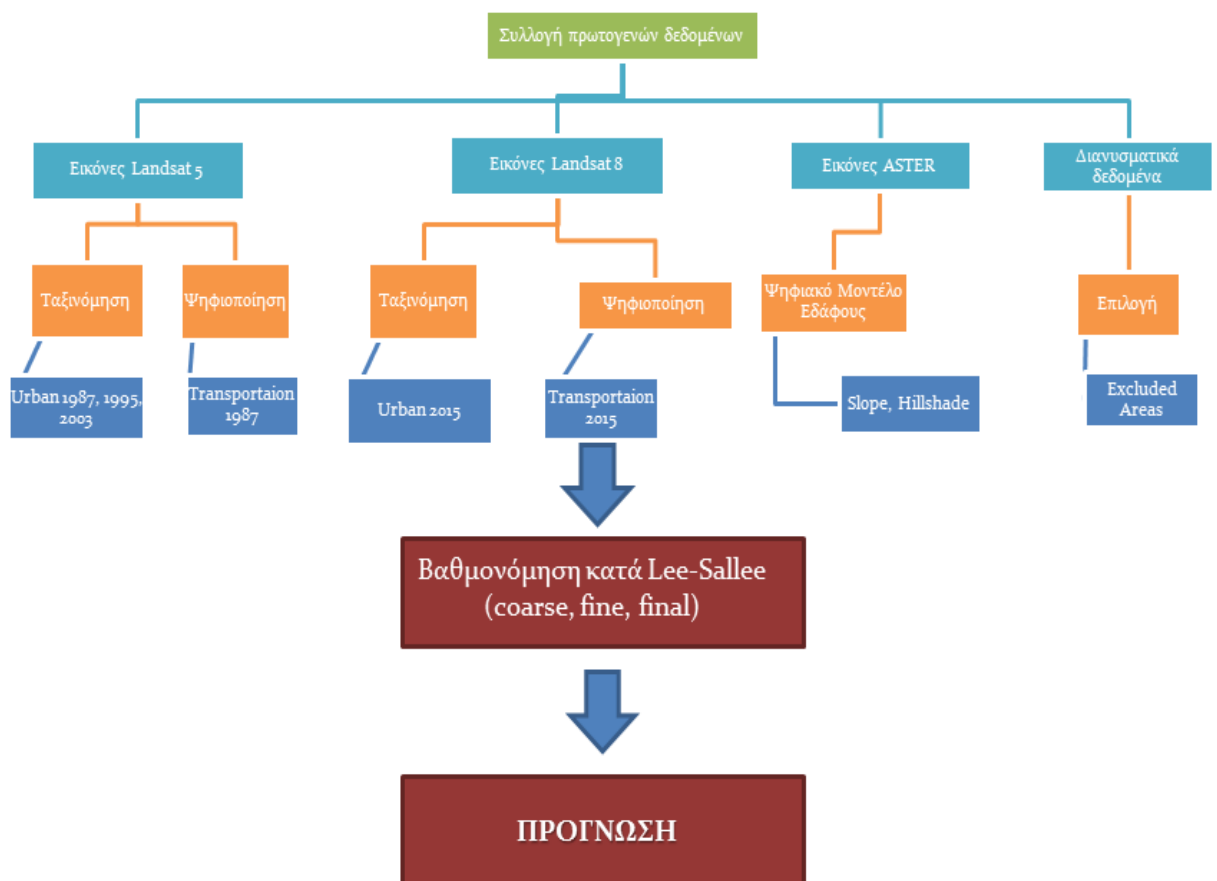 Συλλογή πρωτογενών δεδομένων
Εικόνες Landsat 5
Εικόνες Landsat 8
Εικόνες ASTER
Διανυσματικά
δεδομένα
Ταξινόμηση
Ψηφιοποίηση
Ταξινόμηση
Ψηφιοποίηση
Ψηφιακό Μοντέλο
Εδάφους
Επιλογή
Urban 1987, 1995,
2003
Transportaion
1987
Urban 2015
Transportaion
2015
Slope, Hillshade
Excluded
Areas
Βαθμονόμηση κατά Lee-Sallee
(coarse, fine, final)
ΠΡΟΓΝΩΣΗ